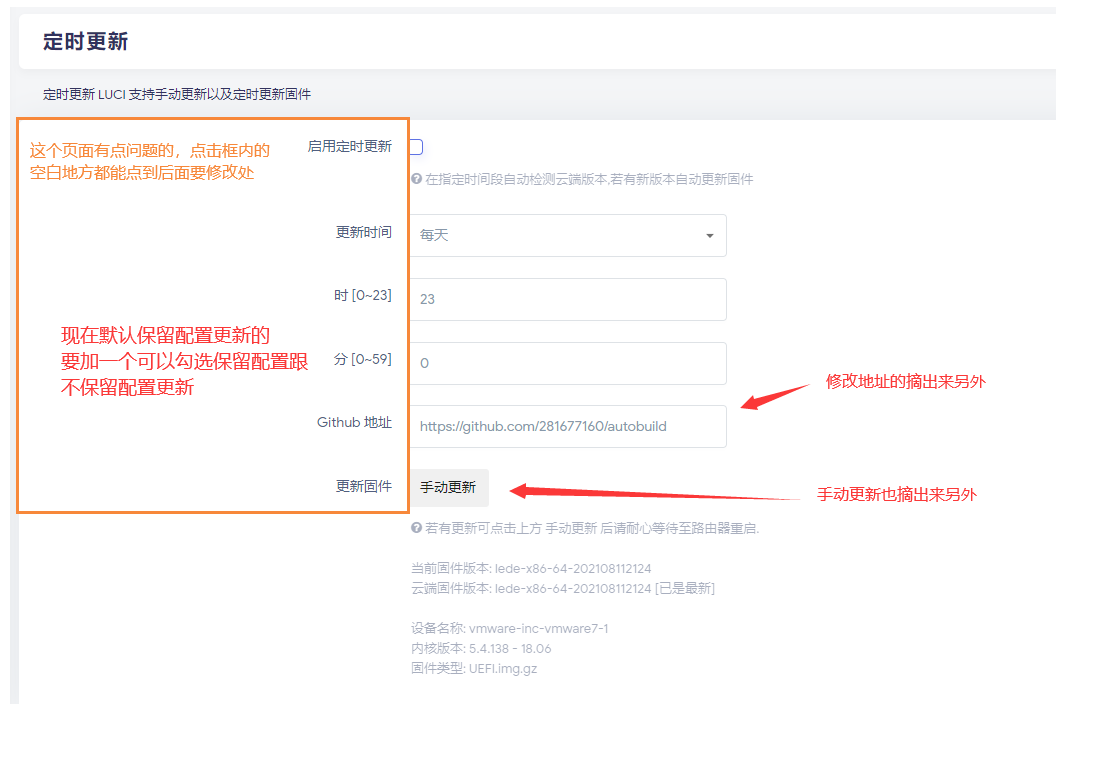 定时更新
定时更新 LUCI 支持手动更新以及定时更新固件
这个页面有点问题的，点击框内的
空白地方都能点到后面要修改处
启用定时更新
在指定时间段自动检测云端版本,若有新版本自动更新固件
更新时间
每天
时 [0~23]
23
现在默认保留配置更新的
要加一个可以勾选保留配置跟
不保留配置更新
分 [0~59]
0
修改地址的摘出来另外
Github 地址
https://github.com/281677160/autobuild
更新固件
手动更新
手动更新也摘出来另外
若有更新可点击上方 手动更新 后请耐心等待至路由器重启.
当前固件版本: lede-x86-64-202108112124
云端固件版本: lede-x86-64-202108112124 [已是最新]
设备名称: vmware-inc-vmware7-1
内核版本: 5.4.138 - 18.06
固件类型: UEFI.img.gz